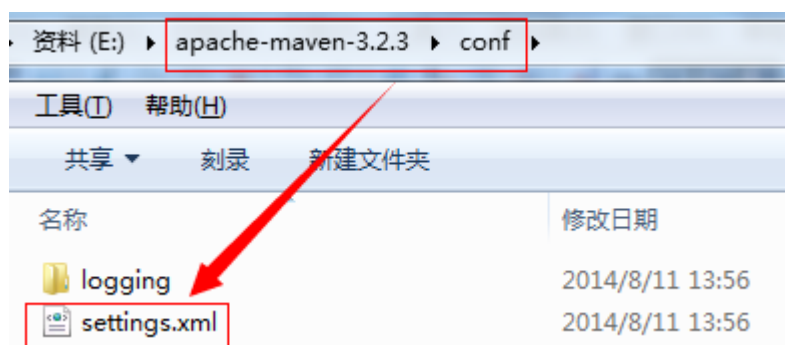 资料 (E:) apache-maven-3.2.3 conf
工具(T) 帮助(H)
共享 刻录 新建文件夹
名称 修改日期
logging 2014/8/11 13:56
settings.xml 2014/8/11 13:56